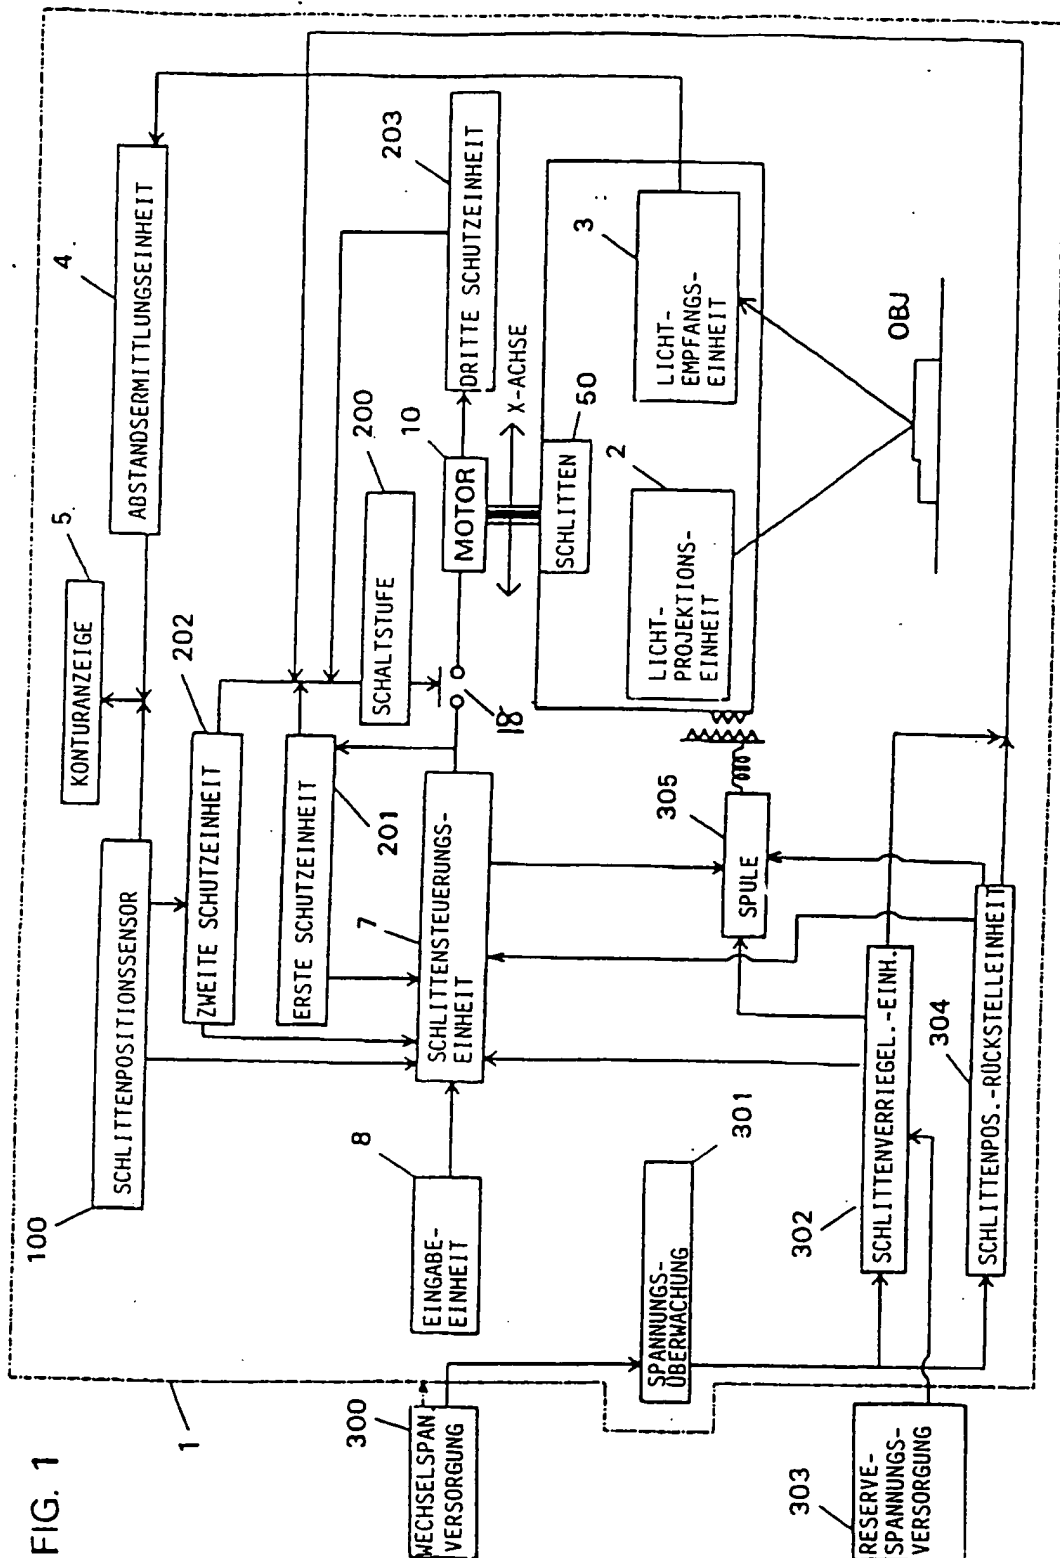 FIG. 1
1
100
SCHLITTENPOSITIONSSENSOR
KONTURANZEIGE
5
4
ABSTANDSERMITTLUNGSEINHEIT
202
ZWEITE SCHUTZEINHEIT
ERSTE SCHUTZEINHEIT
201
SCHALTSTUFE
200
10
MOTOR
DRITTE SCHUTZEINHEIT
203
X-ACHSE
18
8
EINGABE-
EINHEIT
7
SCHLITTENSTEUERUNGS-
EINHEIT
SCHLITTEN
50
2
LICHT-
PROJEKTIONS-
EINHEIT
3
LICHT-
EMPFANGS-
EINHEIT
OBJ
300
WECHSELSPAN
VERSORGUNG
SPANNUNGS-
ÜBERWACHUNG
301
305
SPULE
302
SCHLITTENVERRIEGEL.-EINH.
304
SCHLITTENPOS.-RÜCKSTELLEINHEIT
303
RESERVE-
SPANNUNGS-
VERSORGUNG